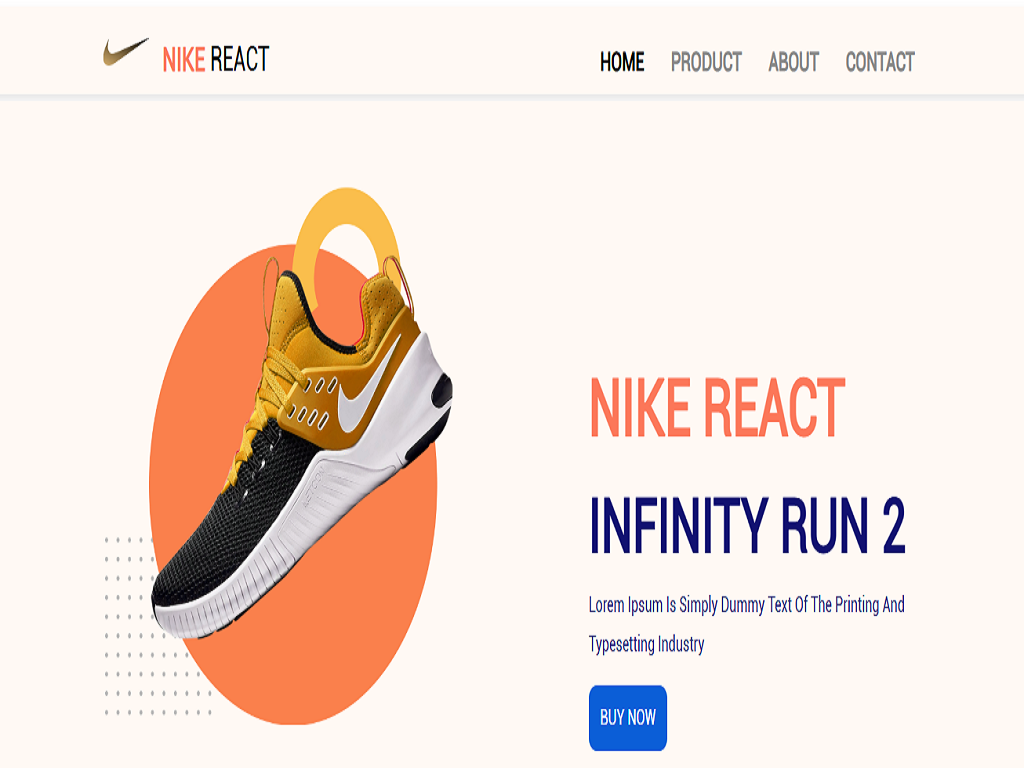 NIKE REACT
HOME PRODUCT ABOUT CONTACT
NIKE REACT
INFINITY RUN 2
Lorem Ipsum Is Simply Dummy Text Of The Printing And
Typesetting Industry
BUY NOW